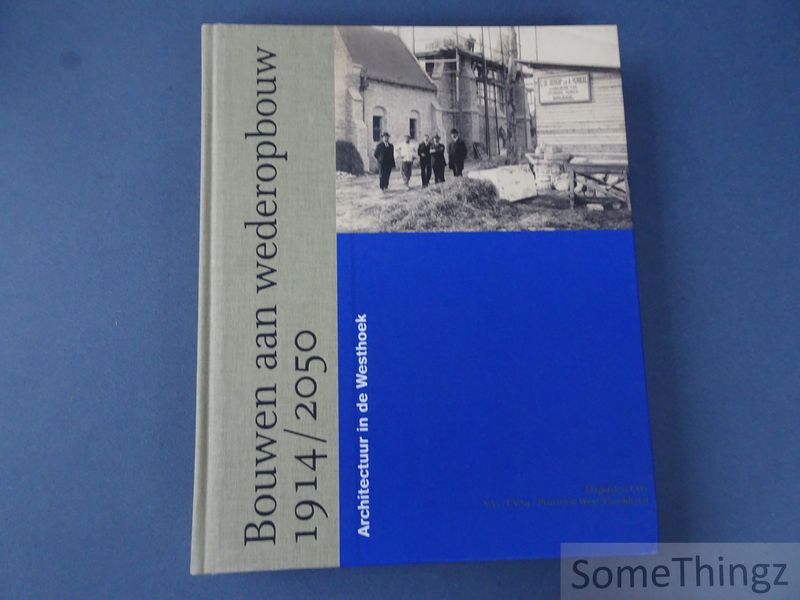 Bouwen aan wederopbouw
1914/2050
Architectuur in de Westhoek
SomeThingz